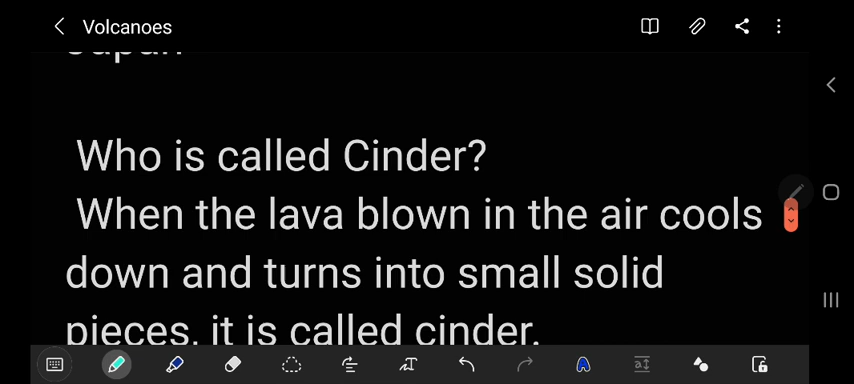 Volcanoes
Japan
Who is called Cinder?
When the lava blown in the air cools
down and turns into small solid
pieces, it is called cinder.